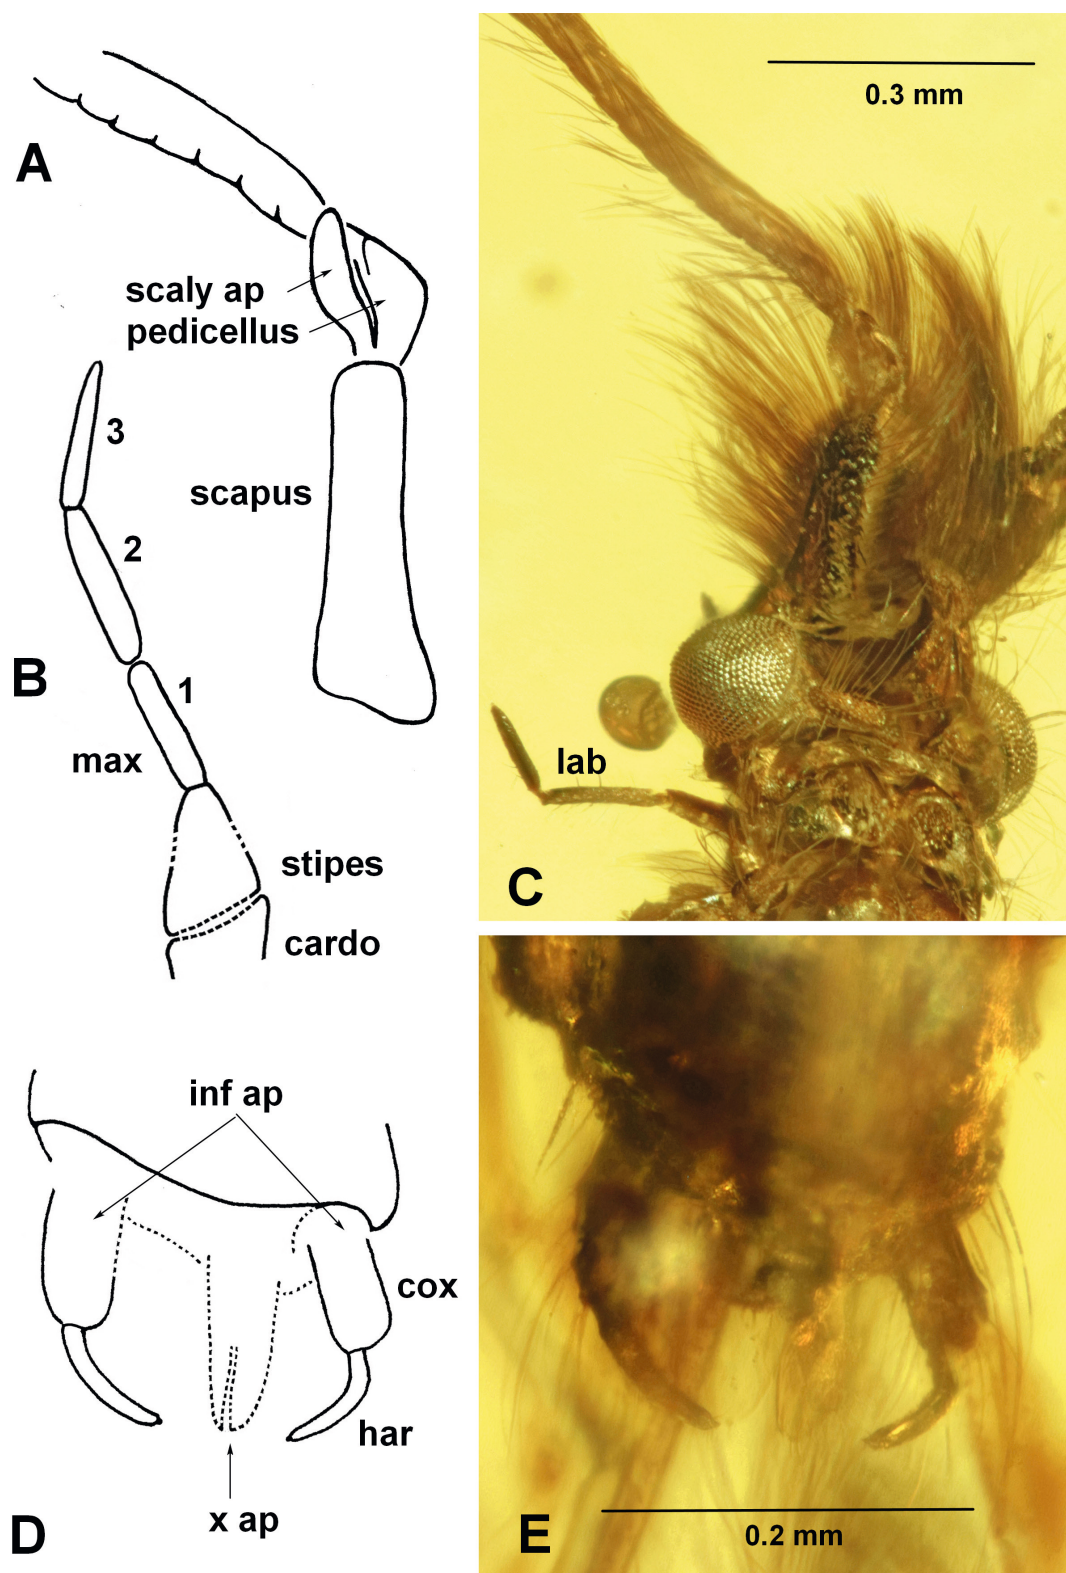 A
scaly ap
pedicellus
scapus
B
3
2
1
max
stipes
cardo
0.3 mm
lab
C
inf ap
cox
har
x ap
D
0.2 mm
E